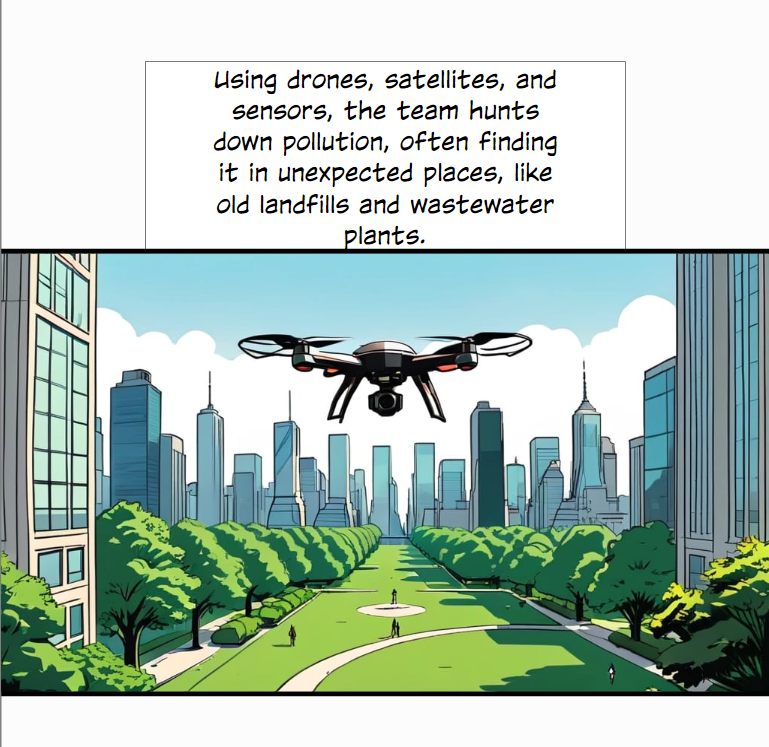 Using drones, satellites, and
sensors, the team hunts
down pollution, often finding
it in unexpected places, like
old landfills and wastewater
plants.